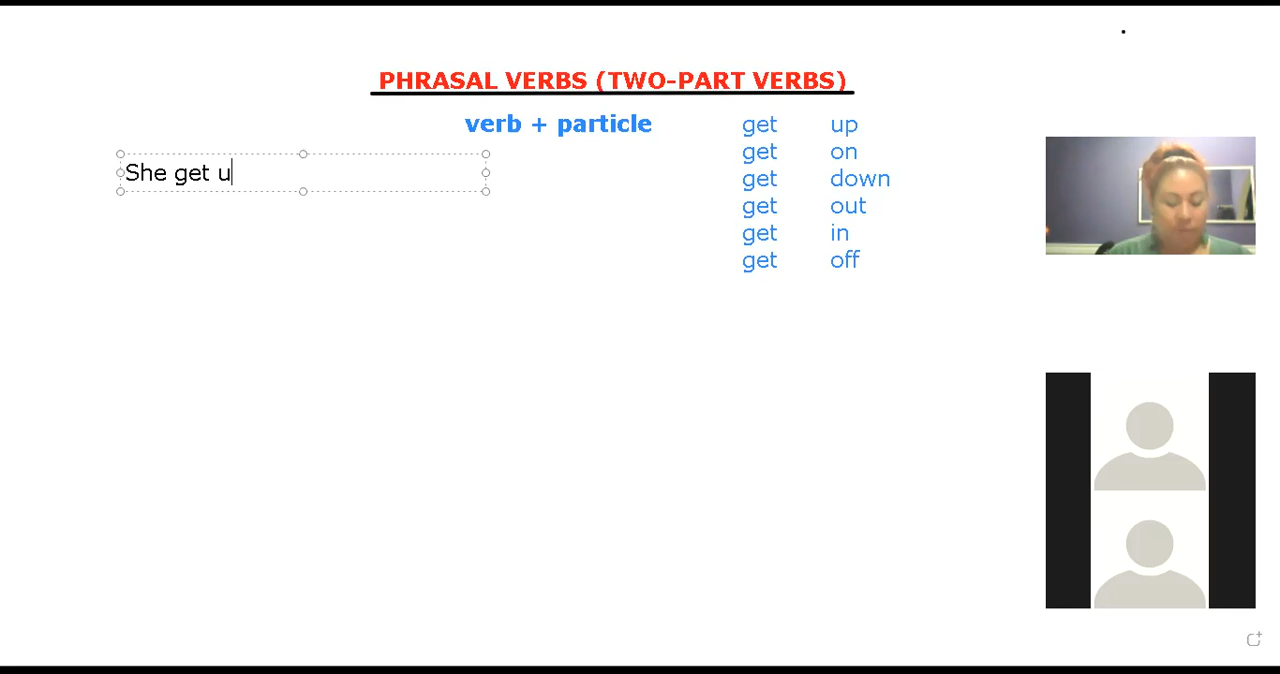 PHRASAL VERBS (TWO-PART VERBS)
verb + particle
get up
get on
get down
get out
get in
get off
She get u